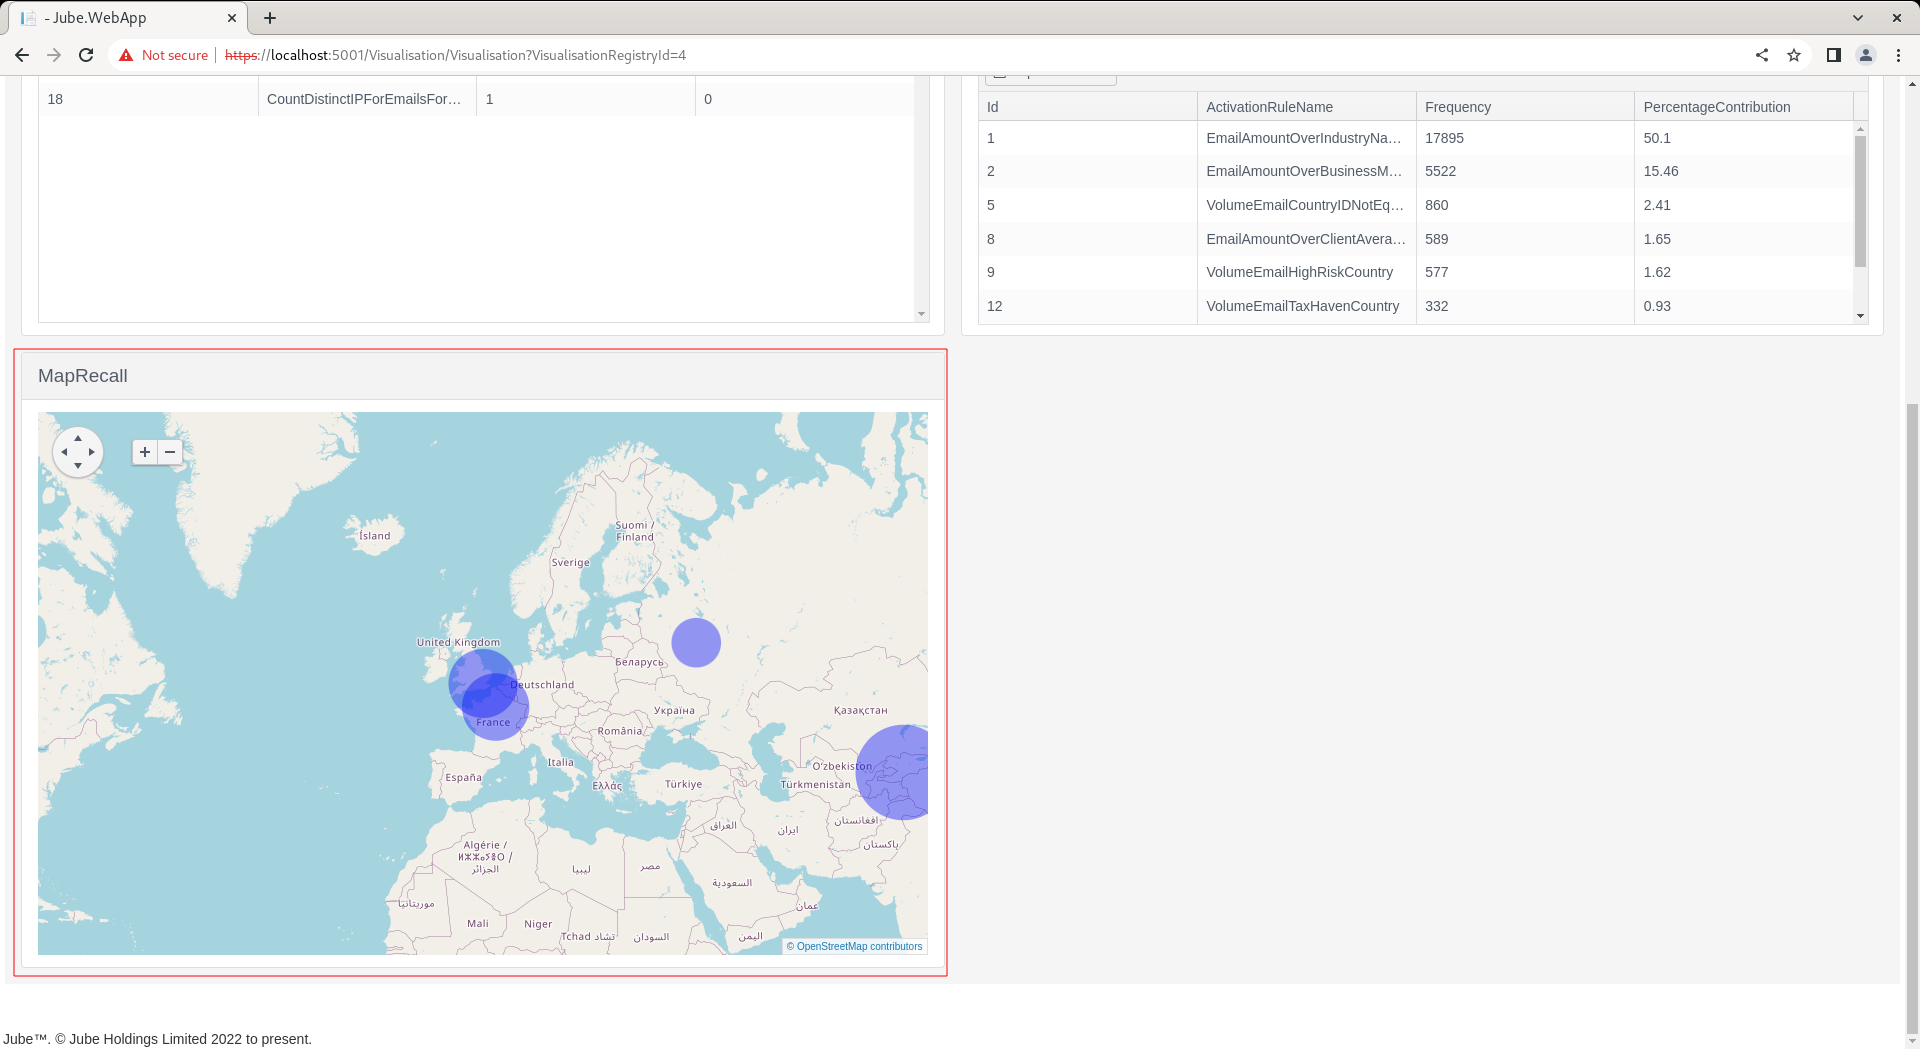 - Jube.WebApp
Not secure
https://localhost:5001/Visualisation/Visualisation?VisualisationRegistryId=4
18 CountDistinctIPForEmailsFor... 1 0
Id ActivationRuleName Frequency PercentageContribution
1 EmailAmountOverIndustryNa... 17895 50.1
2 EmailAmountOverBusinessM... 5522 15.46
5 VolumeEmailCountryIDNotEq... 860 2.41
8 EmailAmountOverClientAvera... 589 1.65
9 VolumeEmailHighRiskCountry 577 1.62
12 VolumeEmailTaxHavenCountry 332 0.93
MapRecall
Suomi /
Finland
Ísland
Sverige
United Kingdom
Беларусь
Deutschland
Україна
Қазақстан
France
România
Italia
Oʻzbekiston
España
Ελλάς
Türkiye
Türkmenistan
العراق
ایران
افغانستان
پاکستان
Algérie /
ⵍⵣⵣⴰⵢⴻⵔ /
الجزائر
ليبيا
مصر
السعودية
موريتانيا
عمان
Mali
Niger
Tchad تشاد
السودان
اليمن
© OpenStreetMap contributors
Jube™. © Jube Holdings Limited 2022 to present.